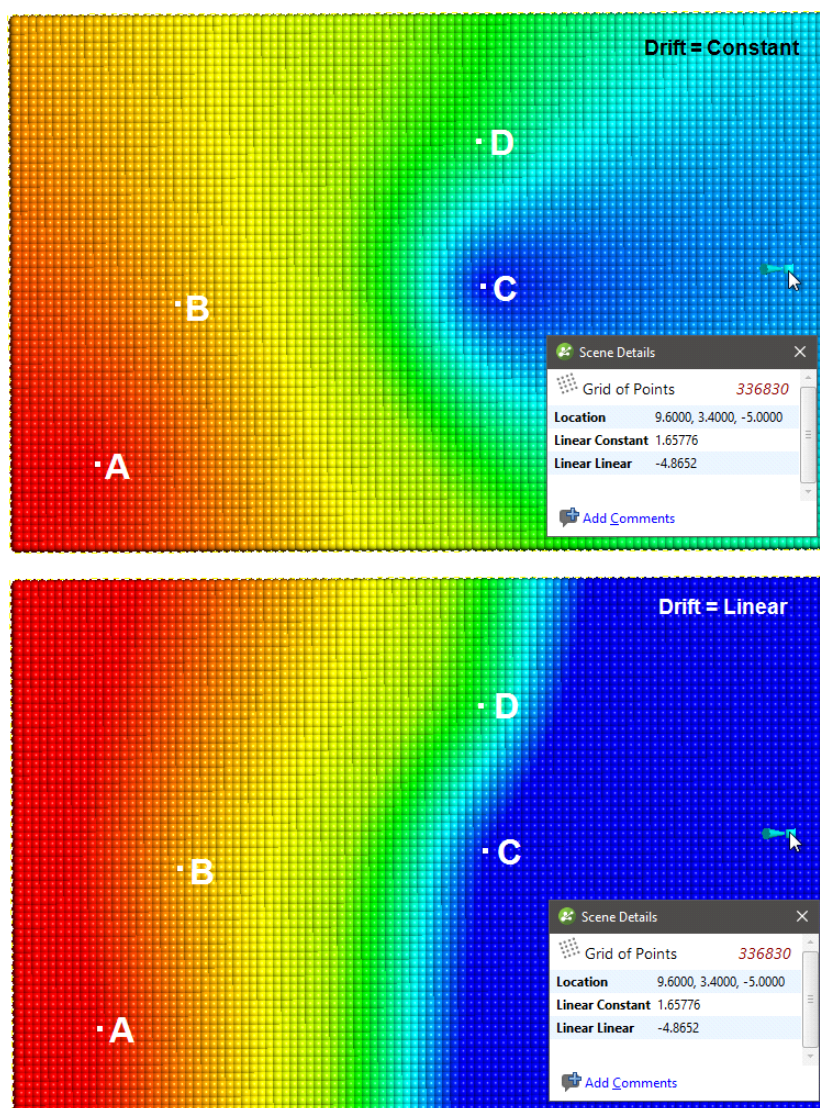 Drift = Constant
D
B
C
A
Scene Details
Grid of Points 336830
Location 9.6000, 3.4000, -5.0000
Linear Constant 1.65776
Linear Linear -4.8652
Add Comments
Drift = Linear
D
C
B
A
Scene Details
Grid of Points 336830
Location 9.6000, 3.4000, -5.0000
Linear Constant 1.65776
Linear Linear -4.8652
Add Comments